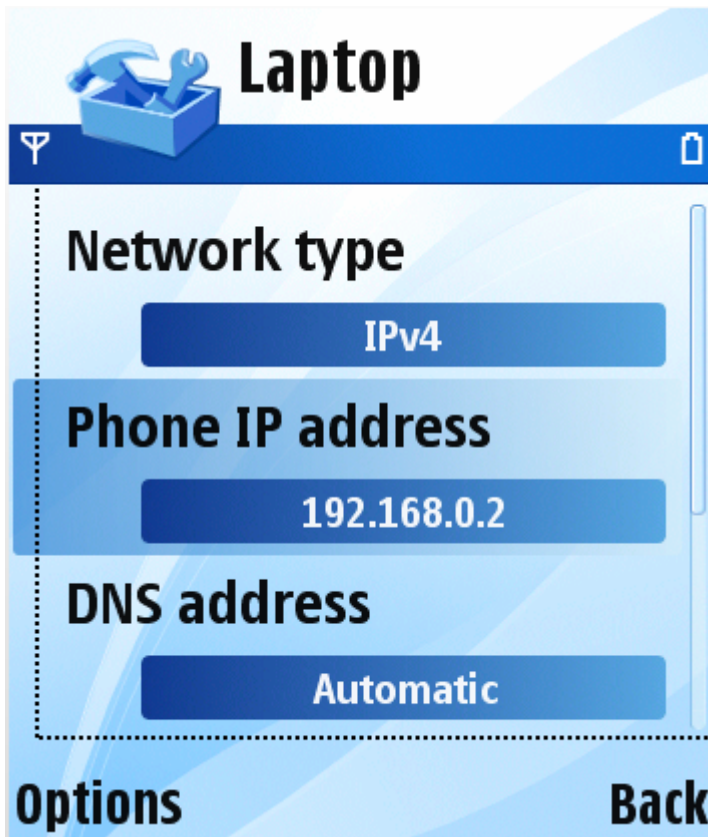 Laptop
Network type
IPv4
Phone IP address
192.168.0.2
DNS address
Automatic
Options
Back